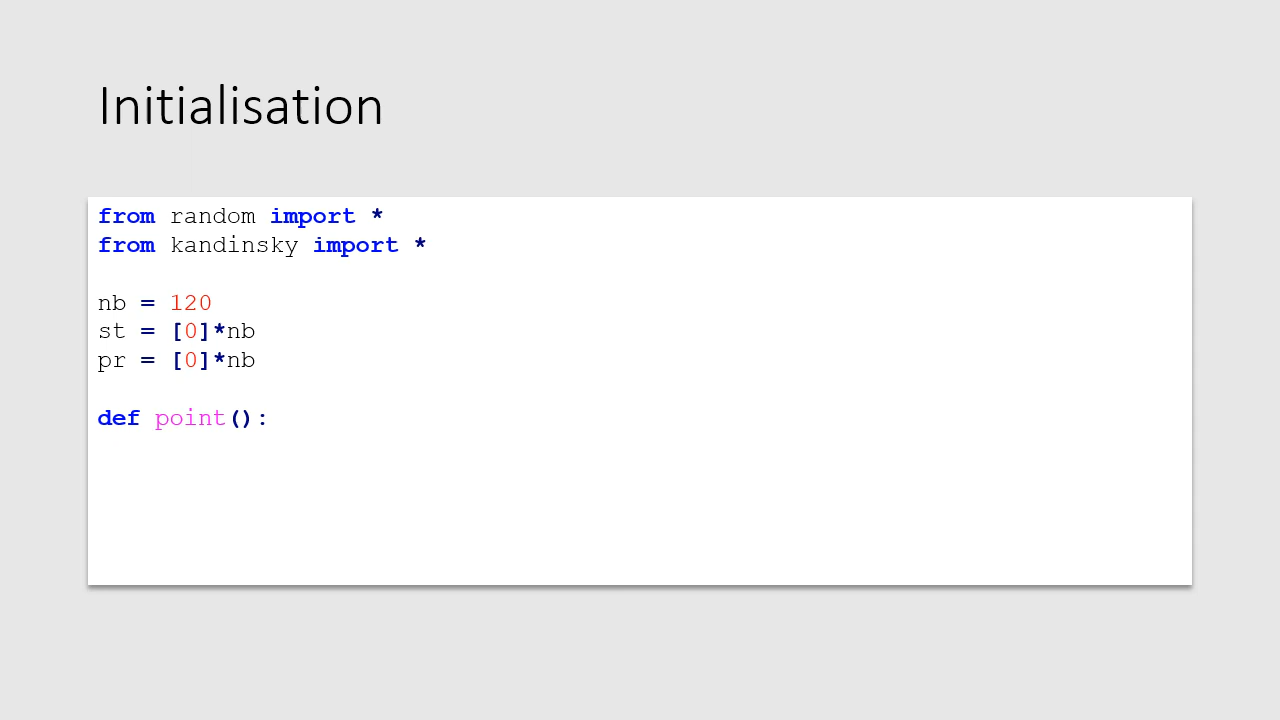 Initialisation
from random import *
from kandinsky import *
nb = 120
st = [0]*nb
pr = [0]*nb
def point():